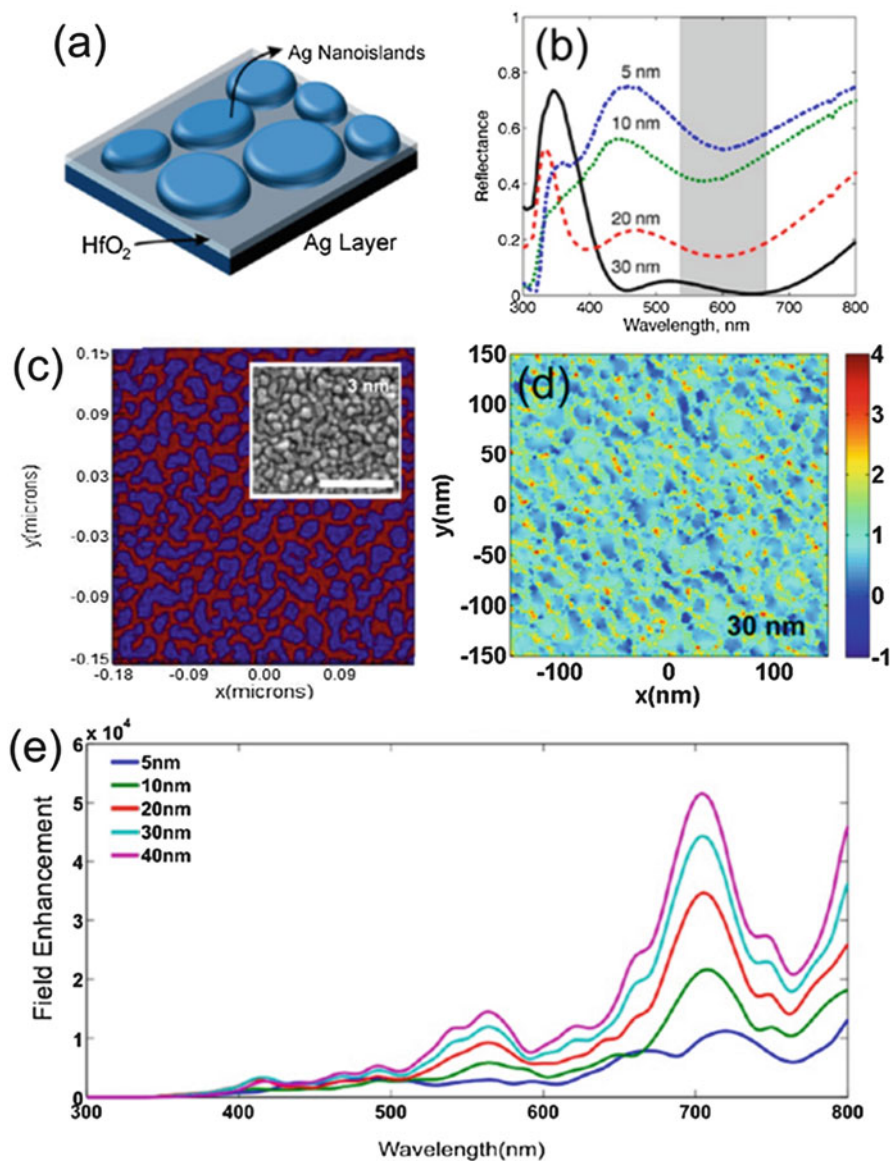 (a)
Ag Nanoislands
HfO2
Ag Layer
(b)
Reflectance
1
0.8
0.6
0.4
0.2
0
5 nm
10 nm
20 nm
30 nm
300 400 500 600 700 800
Wavelength, nm
(c)
y(microns)
0.15
0.09
0.03
-0.03
-0.09
-0.15
3 nm
-0.18 -0.09 0.00 0.09
x(microns)
(d)
y(nm)
150
100
50
0
-50
-100
-150
30 nm
-100 0 100
x(nm)
4
3
2
1
0
-1
(e)
x 10^4
Field Enhancement
6
5
4
3
2
1
0
5nm
10nm
20nm
30nm
40nm
300 400 500 600 700 800
Wavelength(nm)